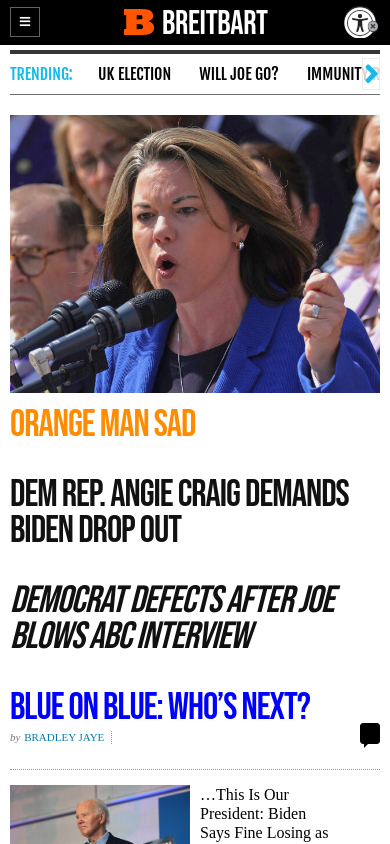 BREITBART
TRENDING: UK ELECTION WILL JOE GO? IMMUNIT
ORANGE MAN SAD
DEM REP. ANGIE CRAIG DEMANDS
BIDEN DROP OUT
DEMOCRAT DEFECTS AFTER JOE
BLOWS ABC INTERVIEW
BLUE ON BLUE: WHO’S NEXT?
by BRADLEY JAYE
…This Is Our
President: Biden
Says Fine Losing as